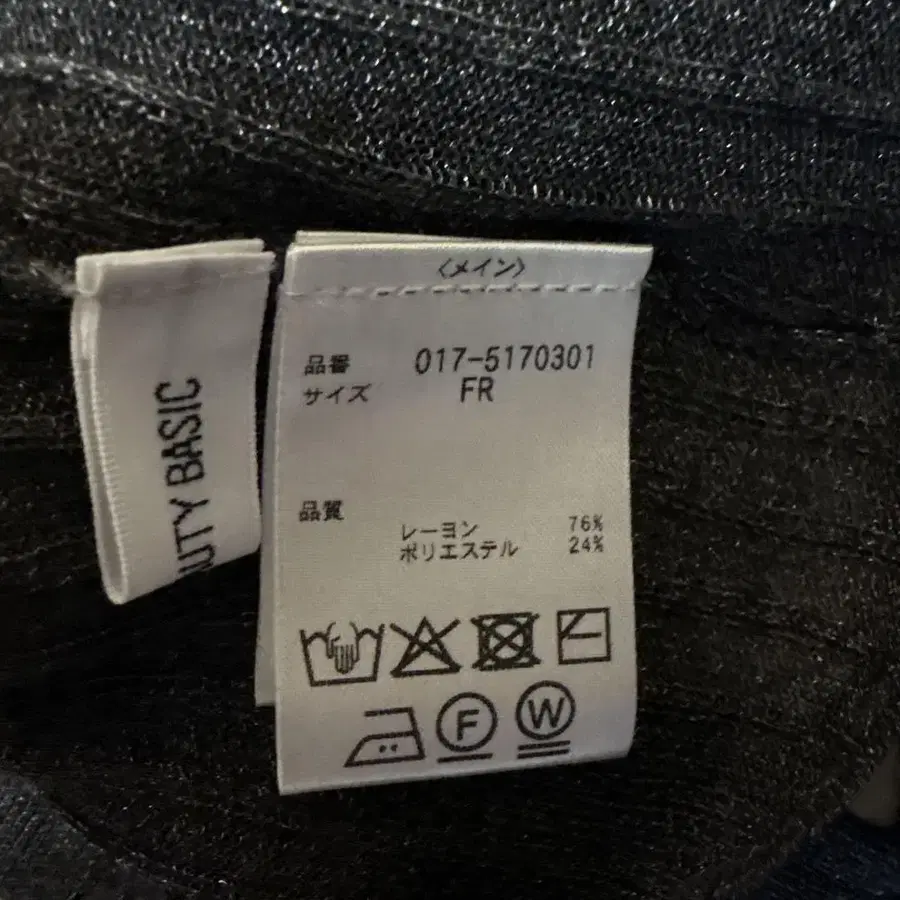 〈メイン〉
品番 017-5170301
サイズ FR
品質
レーヨン 76%
ポリエステル 24%
F W
BASIC